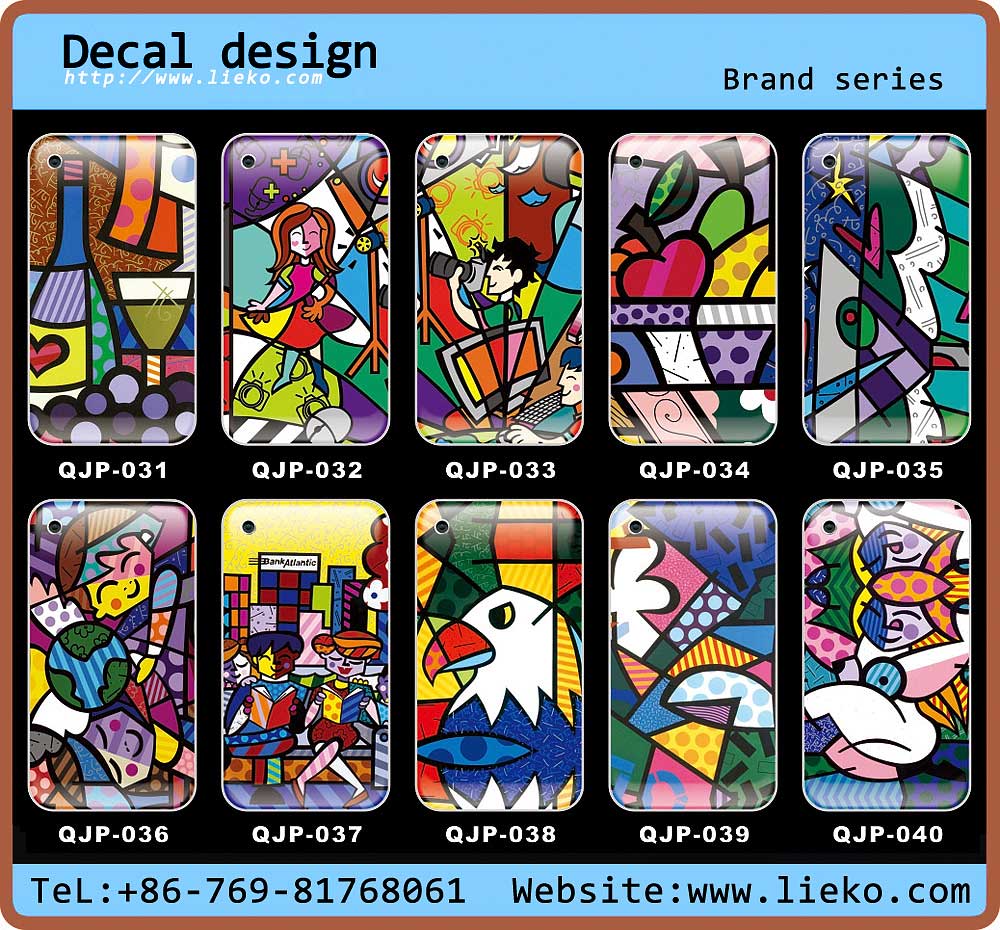 Decal design
http://www.lieko.com
Brand series
QJP-031 QJP-032 QJP-033 QJP-034 QJP-035
BankAtlantic
QJP-036 QJP-037 QJP-038 QJP-039 QJP-040
TeL:+86-769-81768061 Website:www.lieko.com